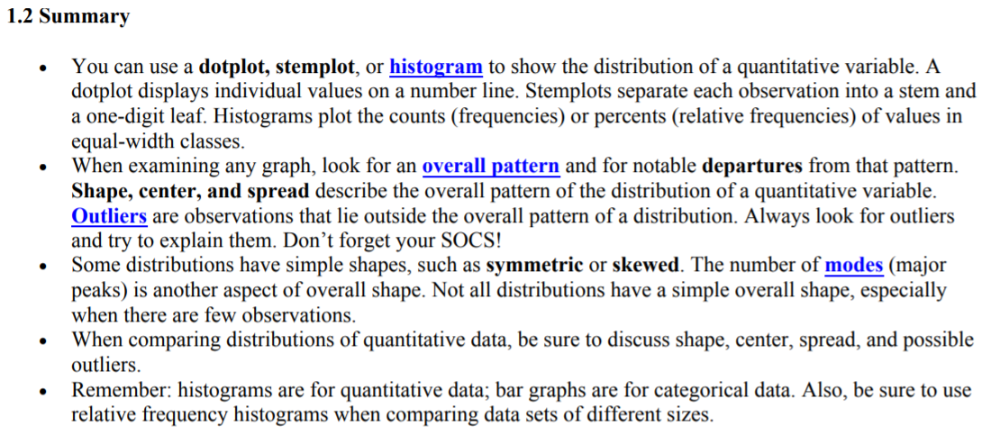 1.2 Summary
• You can use a dotplot, stemplot, or histogram to show the distribution of a quantitative variable. A
dotplot displays individual values on a number line. Stemplots separate each observation into a stem and
a one-digit leaf. Histograms plot the counts (frequencies) or percents (relative frequencies) of values in
equal-width classes.
• When examining any graph, look for an overall pattern and for notable departures from that pattern.
Shape, center, and spread describe the overall pattern of the distribution of a quantitative variable.
Outliers are observations that lie outside the overall pattern of a distribution. Always look for outliers
and try to explain them. Don’t forget your SOCS!
• Some distributions have simple shapes, such as symmetric or skewed. The number of modes (major
peaks) is another aspect of overall shape. Not all distributions have a simple overall shape, especially
when there are few observations.
• When comparing distributions of quantitative data, be sure to discuss shape, center, spread, and possible
outliers.
• Remember: histograms are for quantitative data; bar graphs are for categorical data. Also, be sure to use
relative frequency histograms when comparing data sets of different sizes.